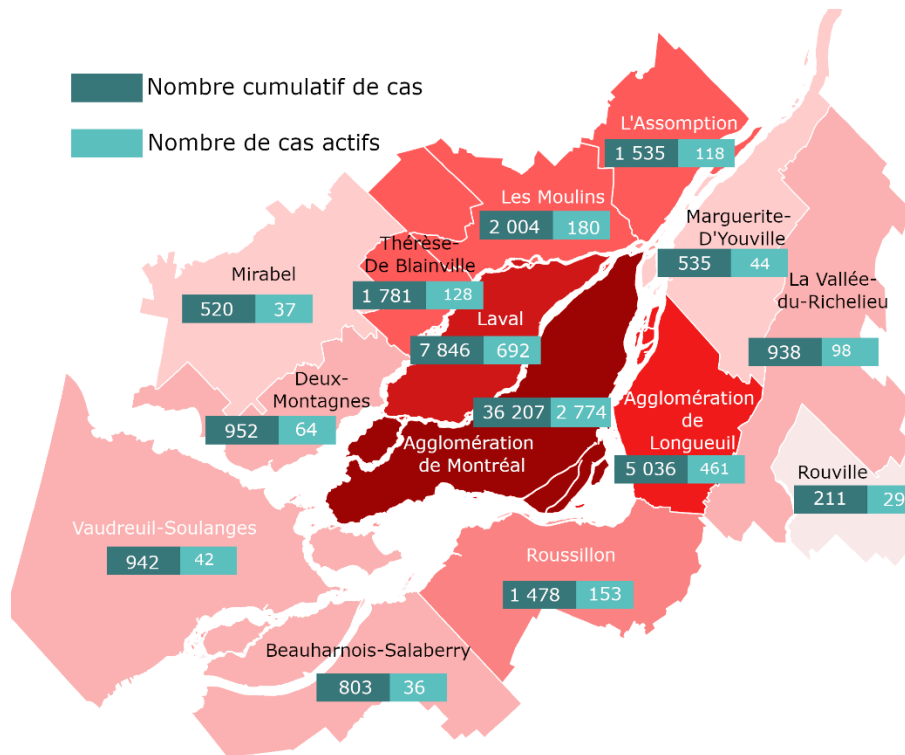 Nombre cumulatif de cas
Nombre de cas actifs
L'Assomption
1 535 118
Les Moulins
2 004 180
Marguerite-
D'Youville
535 44
Thérèse-
De Blainville
1 781 128
Mirabel
520 37
La Vallée-
du-Richelieu
938 98
Laval
7 846 692
Deux-
Montagnes
952 64
36 207 2 774
Agglomération
de Montréal
Agglomération
de
Longueuil
5 036 461
Rouville
211 29
Vaudreuil-Soulanges
942 42
Roussillon
1 478 153
Beauharnois-Salaberry
803 36